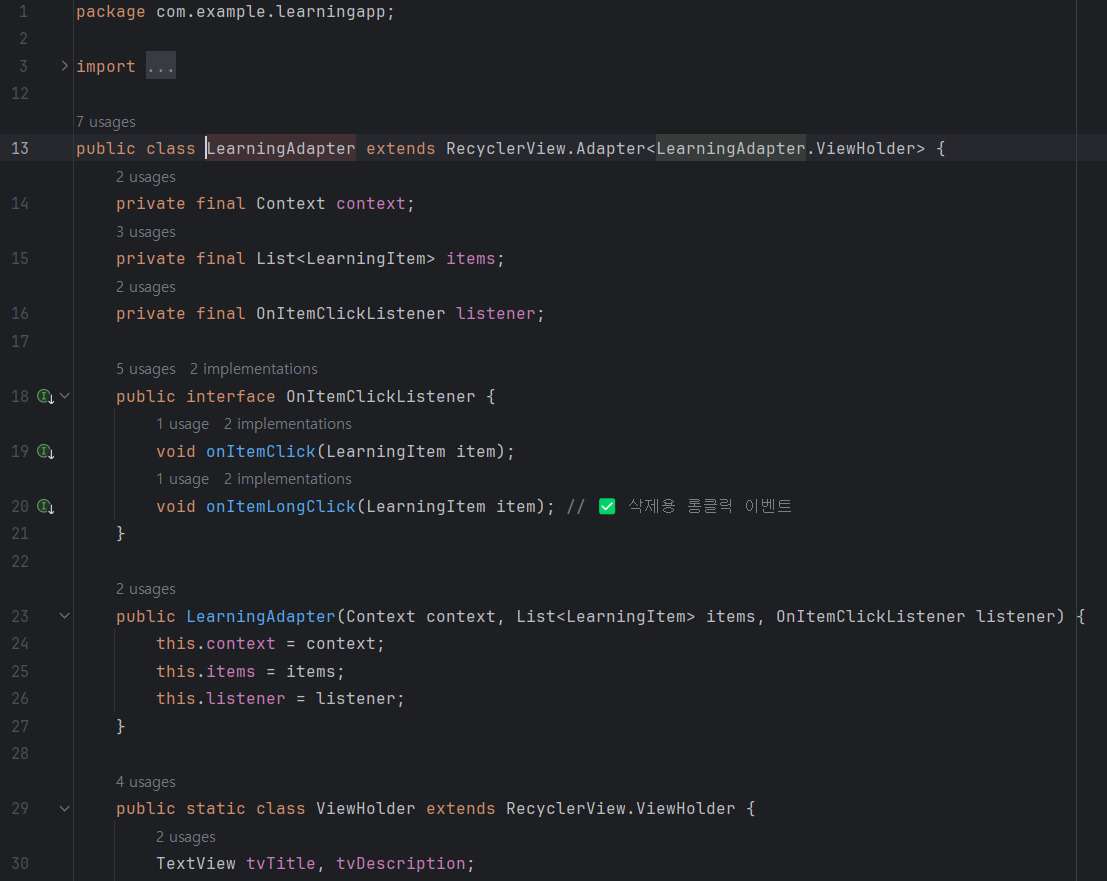 1 package com.example.learningapp;
2
3 import ...
12
7 usages
13 public class LearningAdapter extends RecyclerView.Adapter<LearningAdapter.ViewHolder> {
2 usages
14 private final Context context;
3 usages
15 private final List<LearningItem> items;
2 usages
16 private final OnItemClickListener listener;
17
5 usages 2 implementations
18 public interface OnItemClickListener {
1 usage 2 implementations
19 void onItemClick(LearningItem item);
1 usage 2 implementations
20 void onItemLongClick(LearningItem item); // ✅ 삭제용 롱클릭 이벤트
21 }
22
2 usages
23 public LearningAdapter(Context context, List<LearningItem> items, OnItemClickListener listener) {
24 this.context = context;
25 this.items = items;
26 this.listener = listener;
27 }
28
4 usages
29 public static class ViewHolder extends RecyclerView.ViewHolder {
2 usages
30 TextView tvTitle, tvDescription;